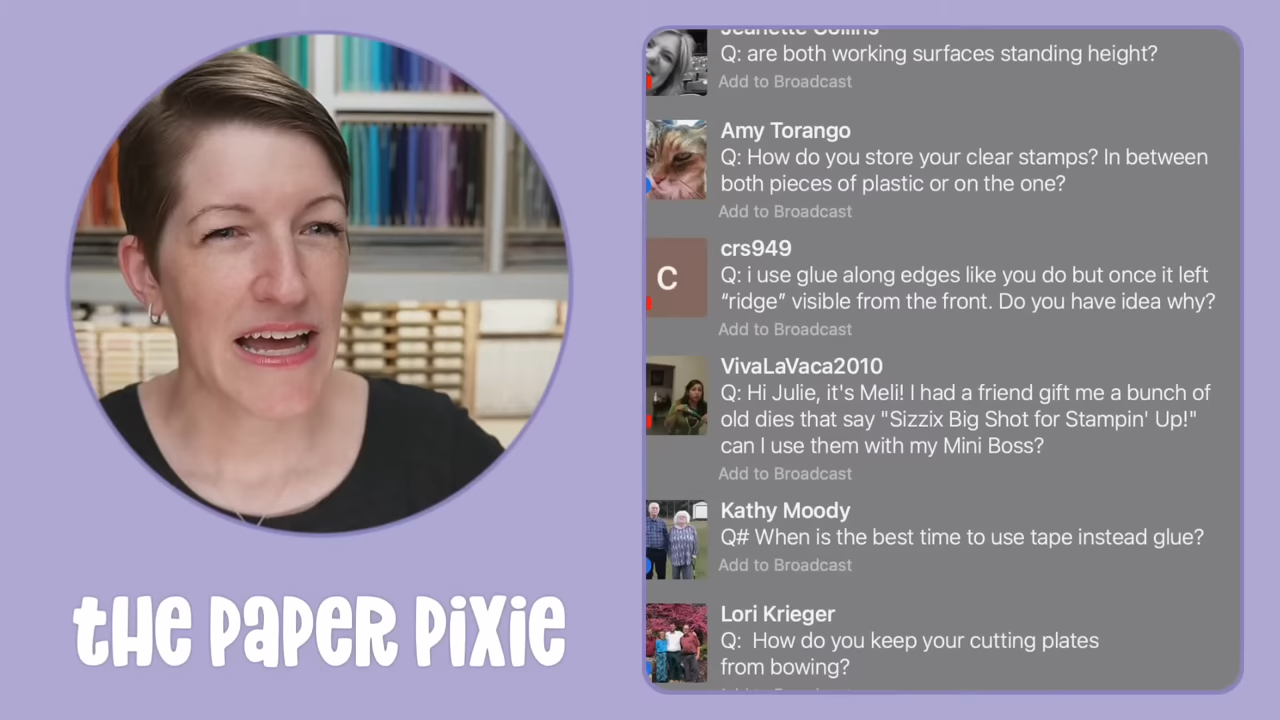 THE PAPER PIXIE
Jeanette Collins
Q: are both working surfaces standing height?
Add to Broadcast
Amy Torango
Q: How do you store your clear stamps? In between
both pieces of plastic or on the one?
Add to Broadcast
C
crs949
Q: i use glue along edges like you do but once it left
“ridge” visible from the front. Do you have idea why?
Add to Broadcast
VivaLaVaca2010
Q: Hi Julie, it's Meli! I had a friend gift me a bunch of
old dies that say "Sizzix Big Shot for Stampin' Up!"
can I use them with my Mini Boss?
Add to Broadcast
Kathy Moody
Q# When is the best time to use tape instead glue?
Add to Broadcast
Lori Krieger
Q:  How do you keep your cutting plates
from bowing?